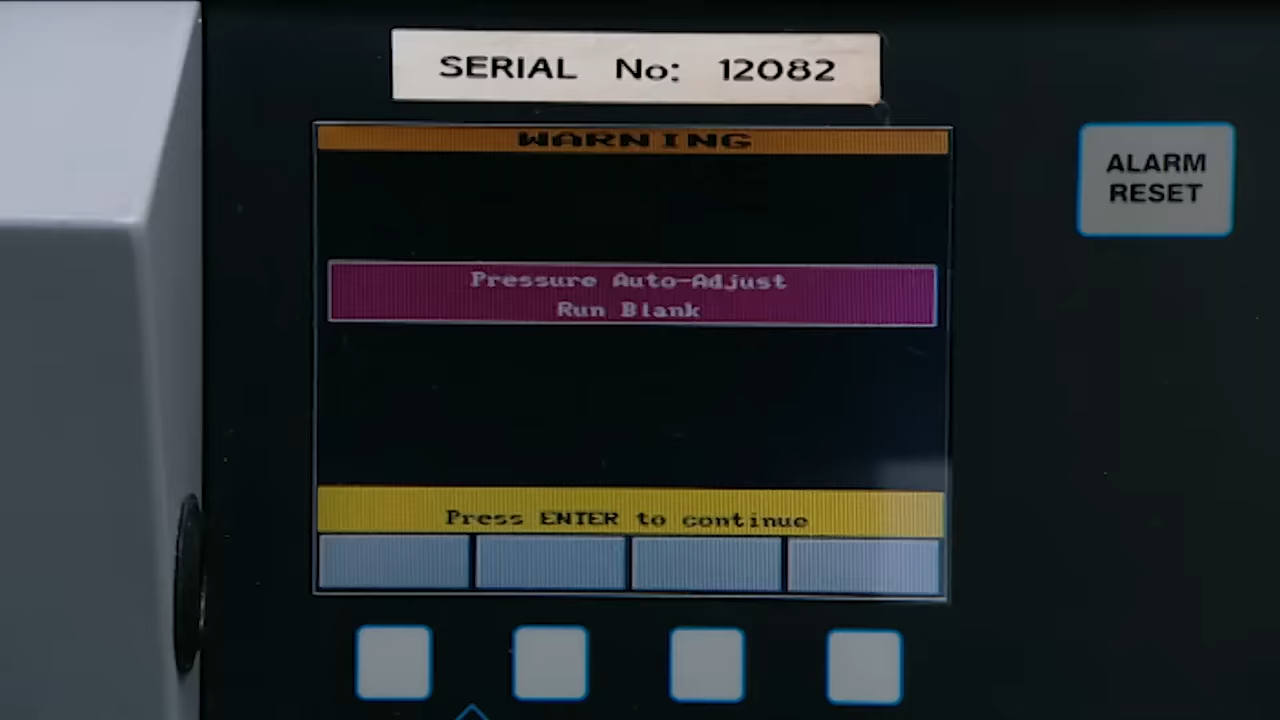 SERIAL No: 12082
WARNING
ALARM
RESET
Pressure Auto-Adjust
Run Blank
Press ENTER to continue